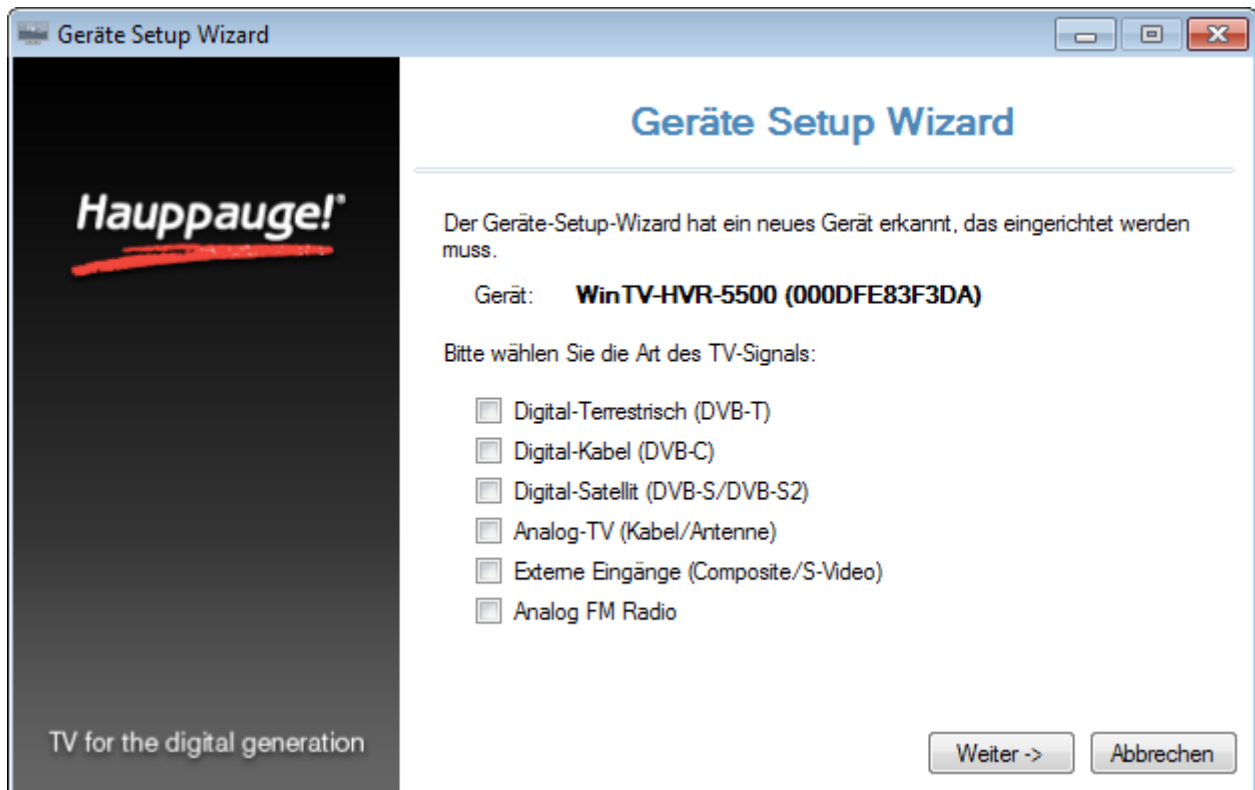 Geräte Setup Wizard
Hauppauge!®
TV for the digital generation
Geräte Setup Wizard
Der Geräte-Setup-Wizard hat ein neues Gerät erkannt, das eingerichtet werden
muss.
Gerät: WinTV-HVR-5500 (000DFE83F3DA)
Bitte wählen Sie die Art des TV-Signals:
Digital-Terrestrisch (DVB-T)
Digital-Kabel (DVB-C)
Digital-Satellit (DVB-S/DVB-S2)
Analog-TV (Kabel/Antenne)
Externe Eingänge (Composite/S-Video)
Analog FM Radio
Weiter -> Abbrechen